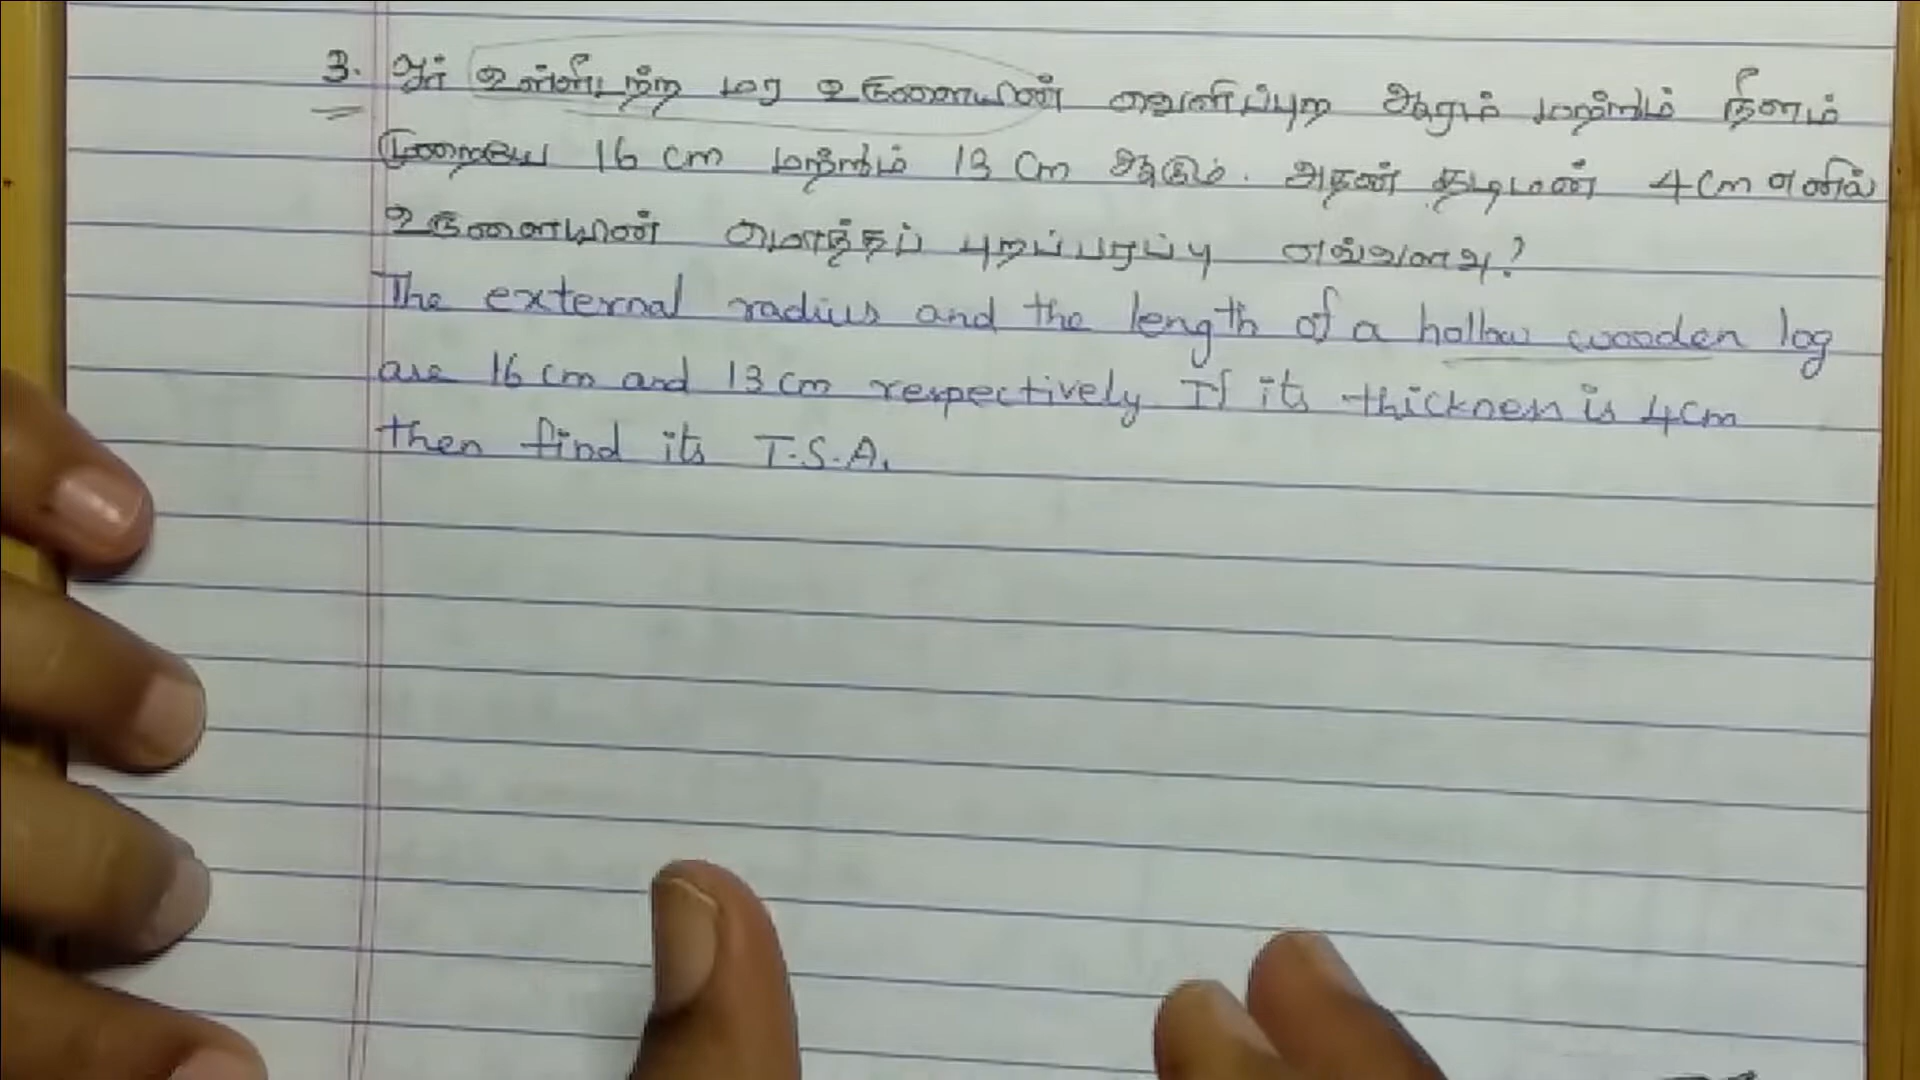 3. ஓர் உள்ளீடற்ற மர உருளையின் வெளிப்புற ஆரம் மற்றும் நீளம்
முறையே 16 cm மற்றும் 13 Cm ஆகும். அதன் தடிமன் 4 Cm எனில்
உருளையின் மொத்தப் புறப்பரப்பு எவ்வளவு?
The external radius and the length of a hollow wooden log
are 16 cm and 13 cm respectively If its thickness is 4 cm
then find its T.S.A.